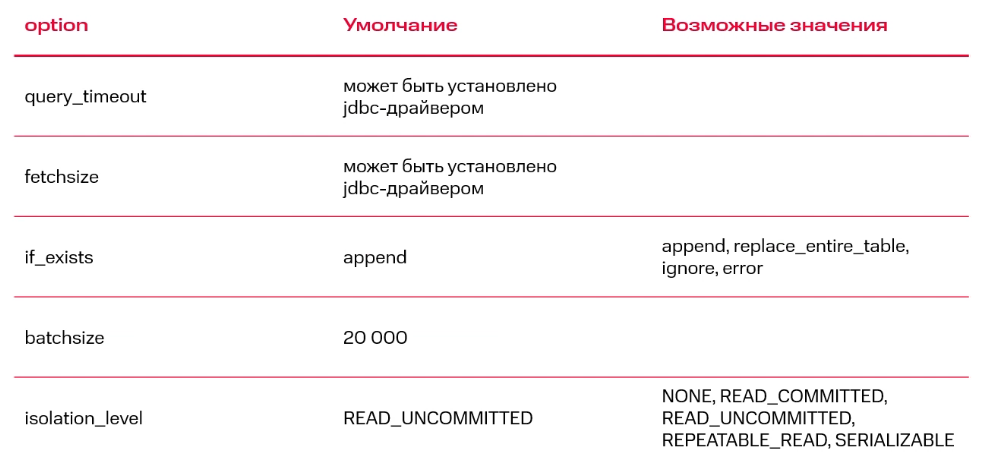 option Умолчание Возможные значения
query_timeout может быть установлено
jdbc-драйвером
fetchsize может быть установлено
jdbc-драйвером
if_exists append append, replace_entire_table,
ignore, error
batchsize 20 000
isolation_level READ_UNCOMMITTED NONE, READ_COMMITTED,
READ_UNCOMMITTED,
REPEATABLE_READ, SERIALIZABLE